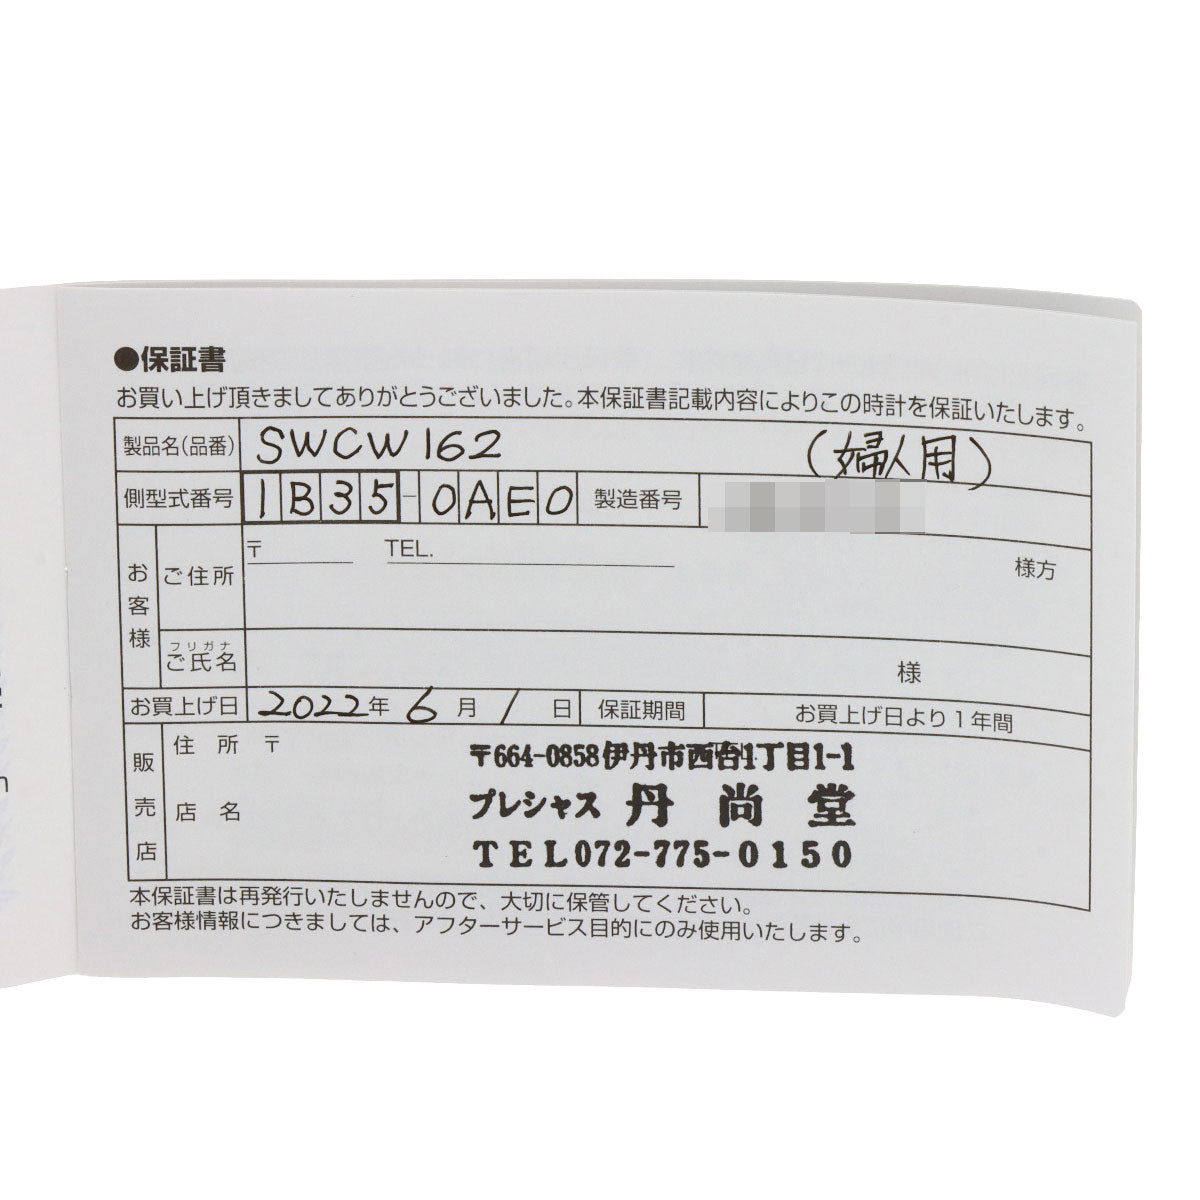 ●保証書
お買い上げ頂きましてありがとうございました。本保証書記載内容によりこの時計を保証いたします。
製品名(品番) SWCW162 (婦人用)
側型式番号 1B35-0AE0 製造番号
お客様 ご住所 〒 TEL. 様方
フリガナ
ご氏名 様
お買上げ日 2022年 6月 1日 保証期間 お買上げ日より1年間
販売店 住所 〒 〒664-0858伊丹市西台1丁目1-1
店名 プレシャス 丹尚堂
TEL072-775-0150
本保証書は再発行いたしませんので、大切に保管してください。
お客様情報につきましては、アフターサービス目的にのみ使用いたします。